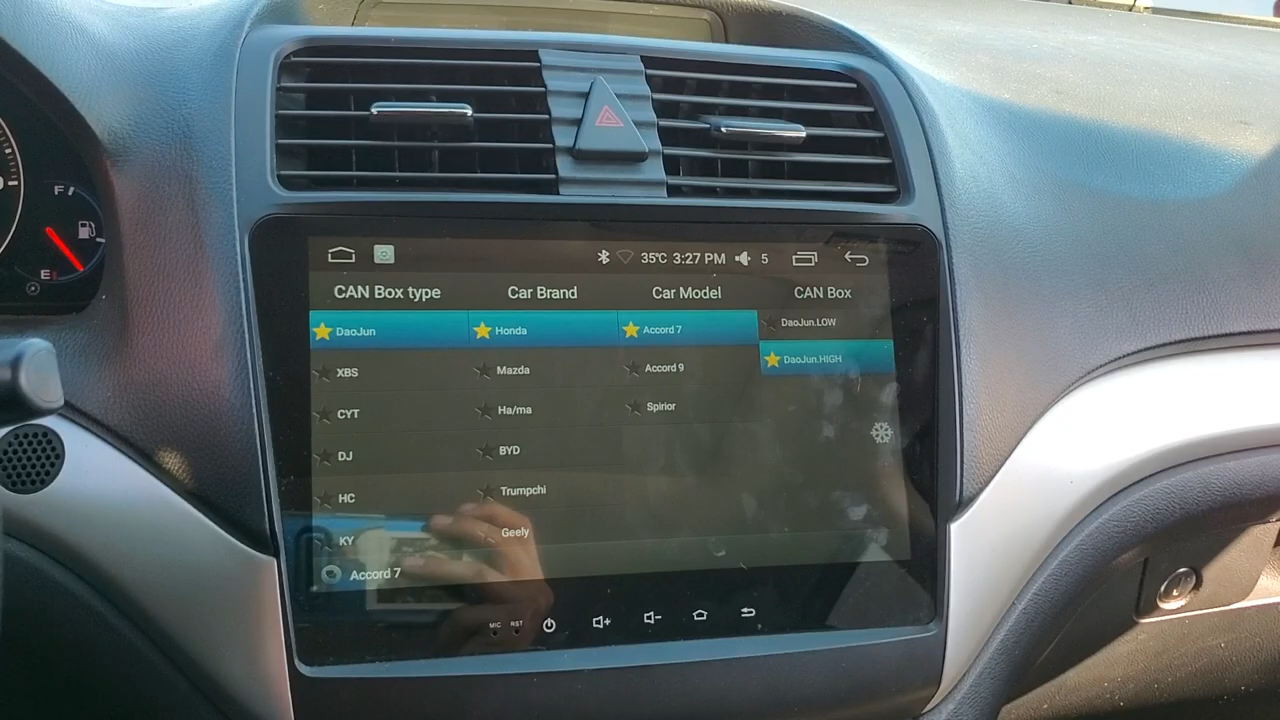 F
E
35°C 3:27 PM 5
CAN Box type Car Brand Car Model CAN Box
DaoJun Honda Accord 7 DaoJun.LOW
DaoJun.HIGH
XBS Mazda Accord 9
CYT Ha/ma Spirior
DJ BYD
HC Trumpchi
KY Geely
Accord 7
MIC RST